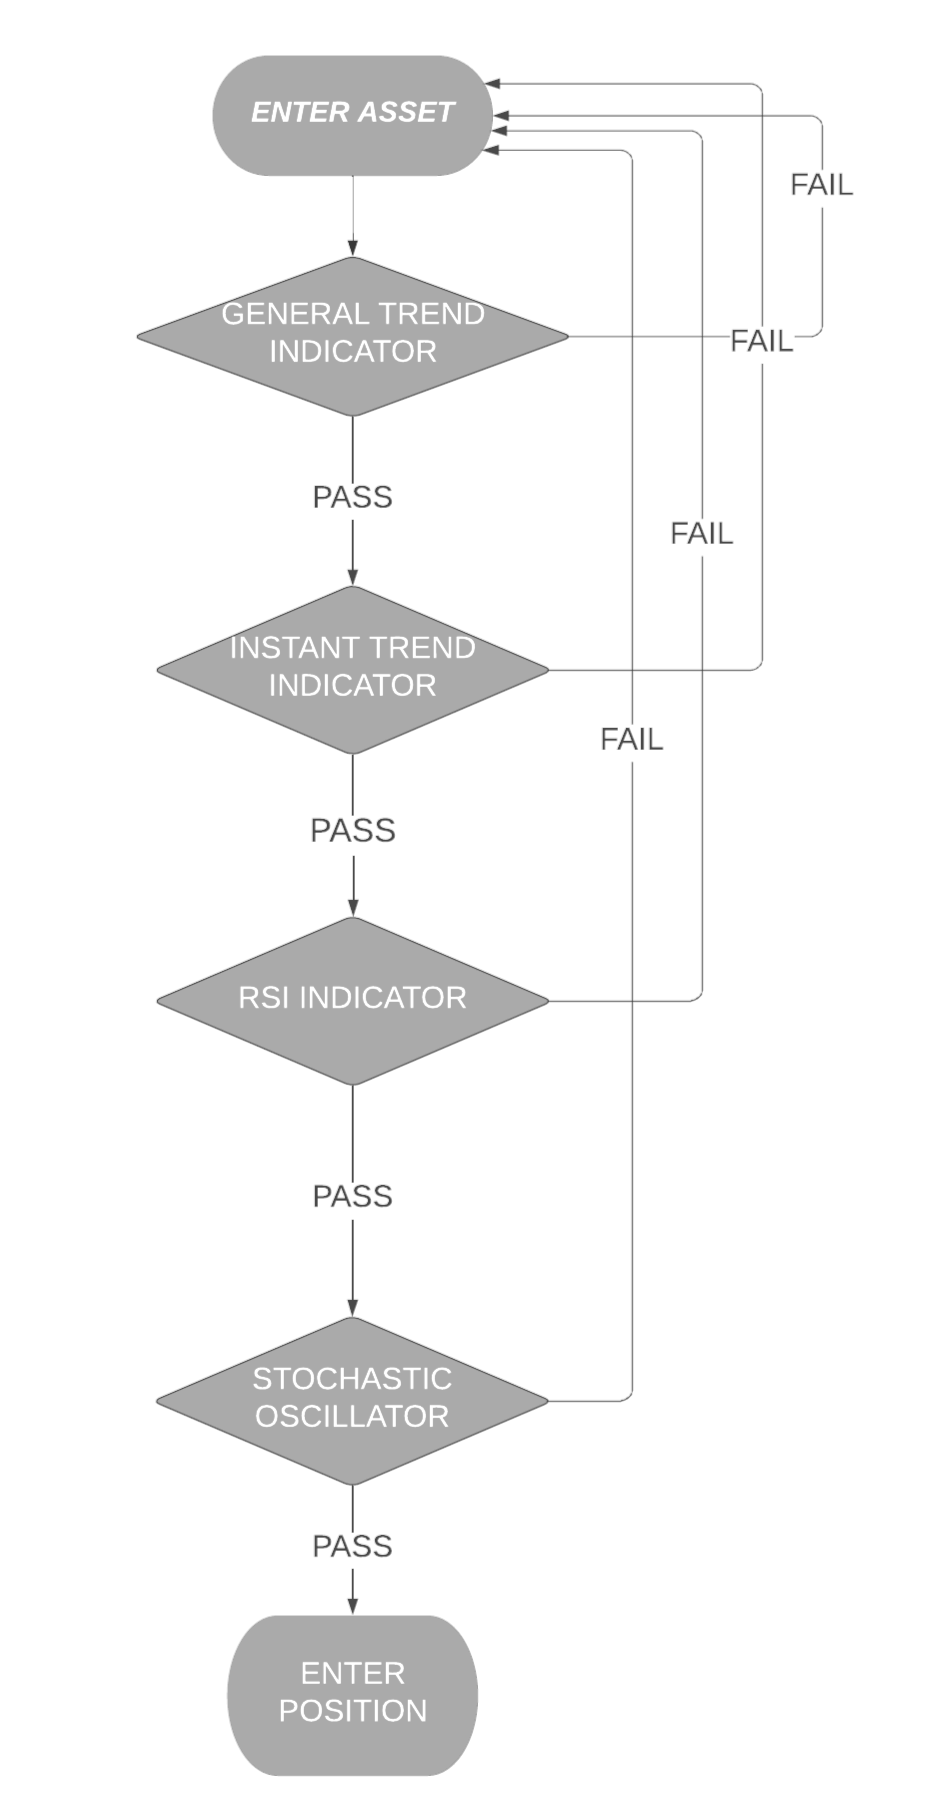 ENTER ASSET
FAIL
GENERAL TREND
INDICATOR
FAIL
PASS
FAIL
INSTANT TREND
INDICATOR
FAIL
PASS
RSI INDICATOR
PASS
STOCHASTIC
OSCILLATOR
PASS
ENTER
POSITION